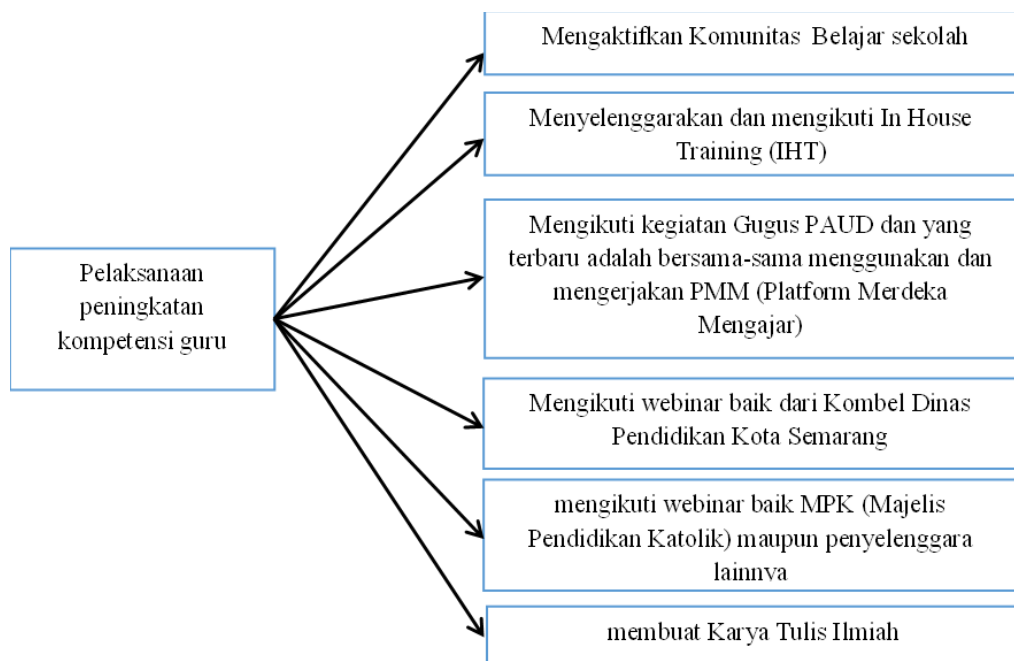 Pelaksanaan
peningkatan
kompetensi guru
Mengaktifkan Komunitas Belajar sekolah
Menyelenggarakan dan mengikuti In House
Training (IHT)
Mengikuti kegiatan Gugus PAUD dan yang
terbaru adalah bersama-sama menggunakan dan
mengerjakan PMM (Platform Merdeka
Mengajar)
Mengikuti webinar baik dari Kombel Dinas
Pendidikan Kota Semarang
mengikuti webinar baik MPK (Majelis
Pendidikan Katolik) maupun penyelenggara
lainnya
membuat Karya Tulis Ilmiah